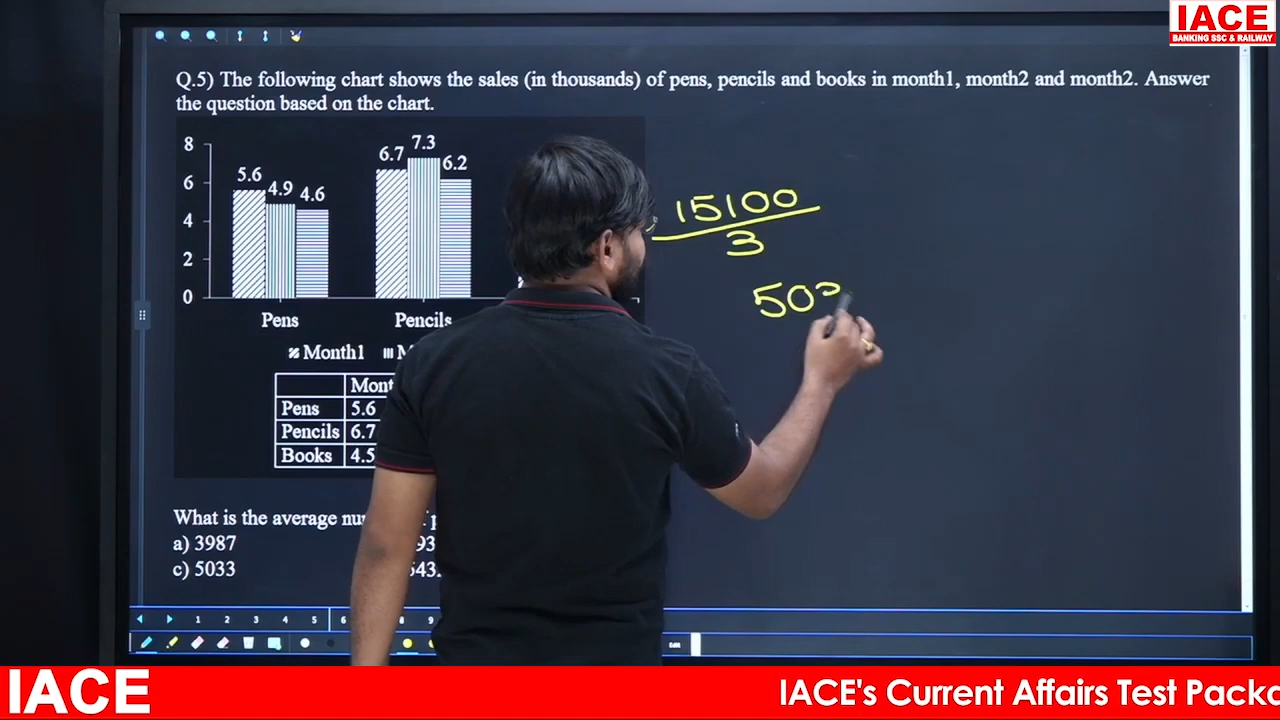 IACE
BANKING SSC & RAILWAY
Q.5) The following chart shows the sales (in thousands) of pens, pencils and books in month1, month2 and month2. Answer
the question based on the chart.
8
6
4
2
0
5.6
4.9
4.6
6.7
7.3
6.2
Pens
Pencils
Month1
15100
3
503
Pens 5.6
Pencils 6.7
Books 4.5
What is the average
a) 3987
c) 5033
1 2 3 4 5 6 8 9
IACE
IACE's Current Affairs Test